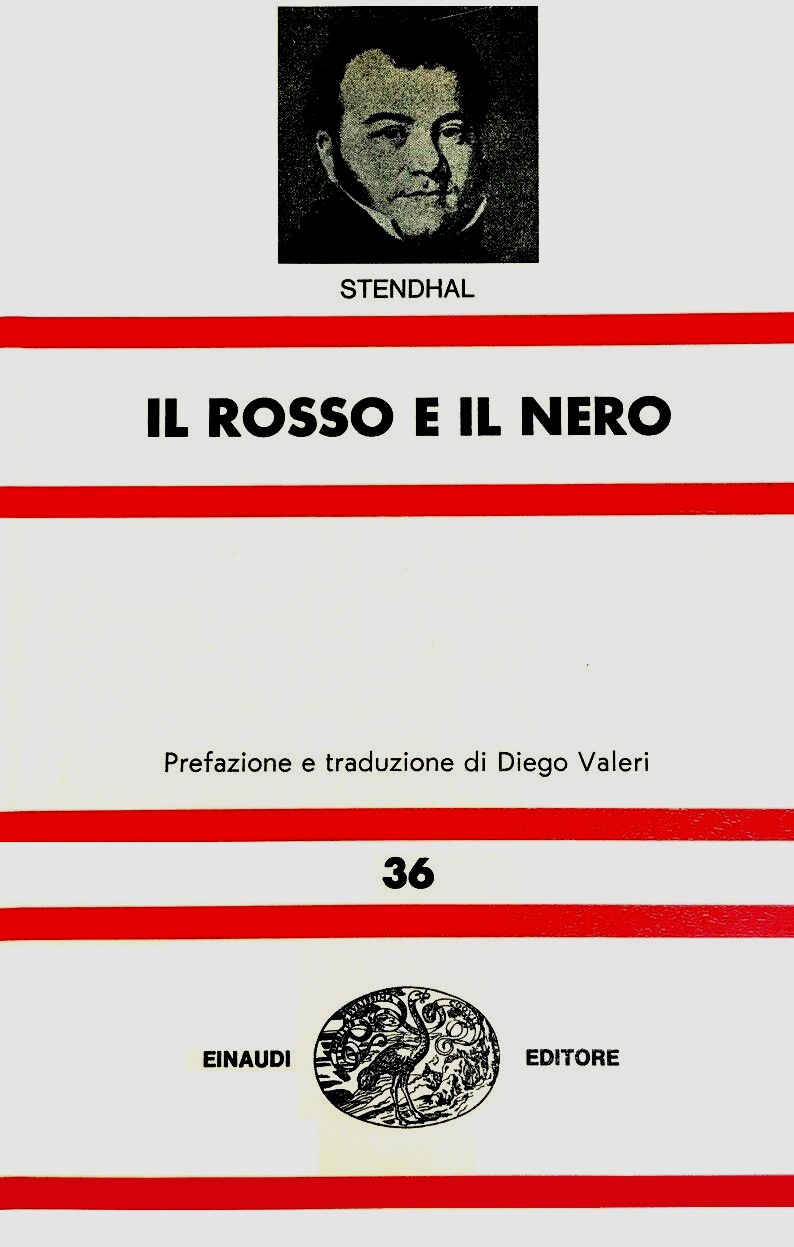 STENDHAL
IL ROSSO E IL NERO
Prefazione e traduzione di Diego Valeri
36
EINAUDI
EDITORE